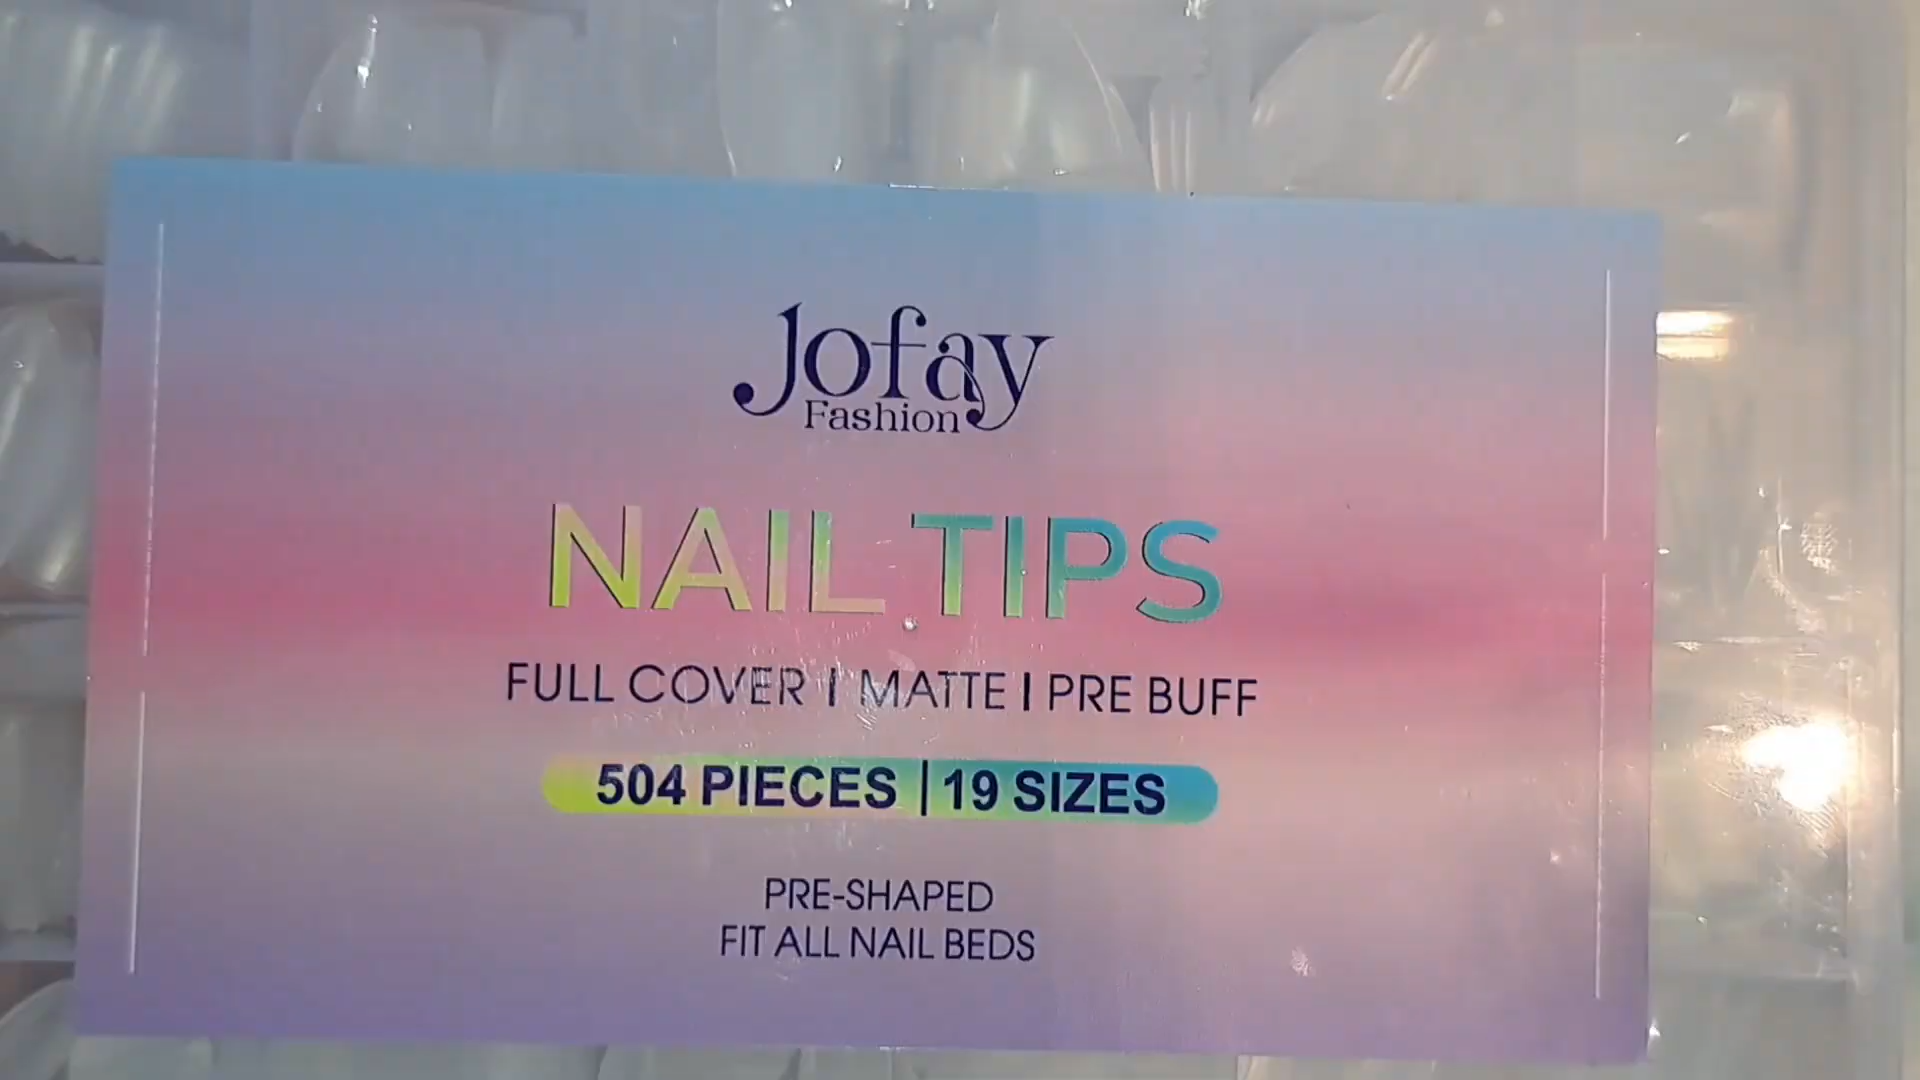 Jofay
Fashion
NAIL TIPS
FULL COVER | MATTE | PRE BUFF
504 PIECES | 19 SIZES
PRE-SHAPED
FIT ALL NAIL BEDS